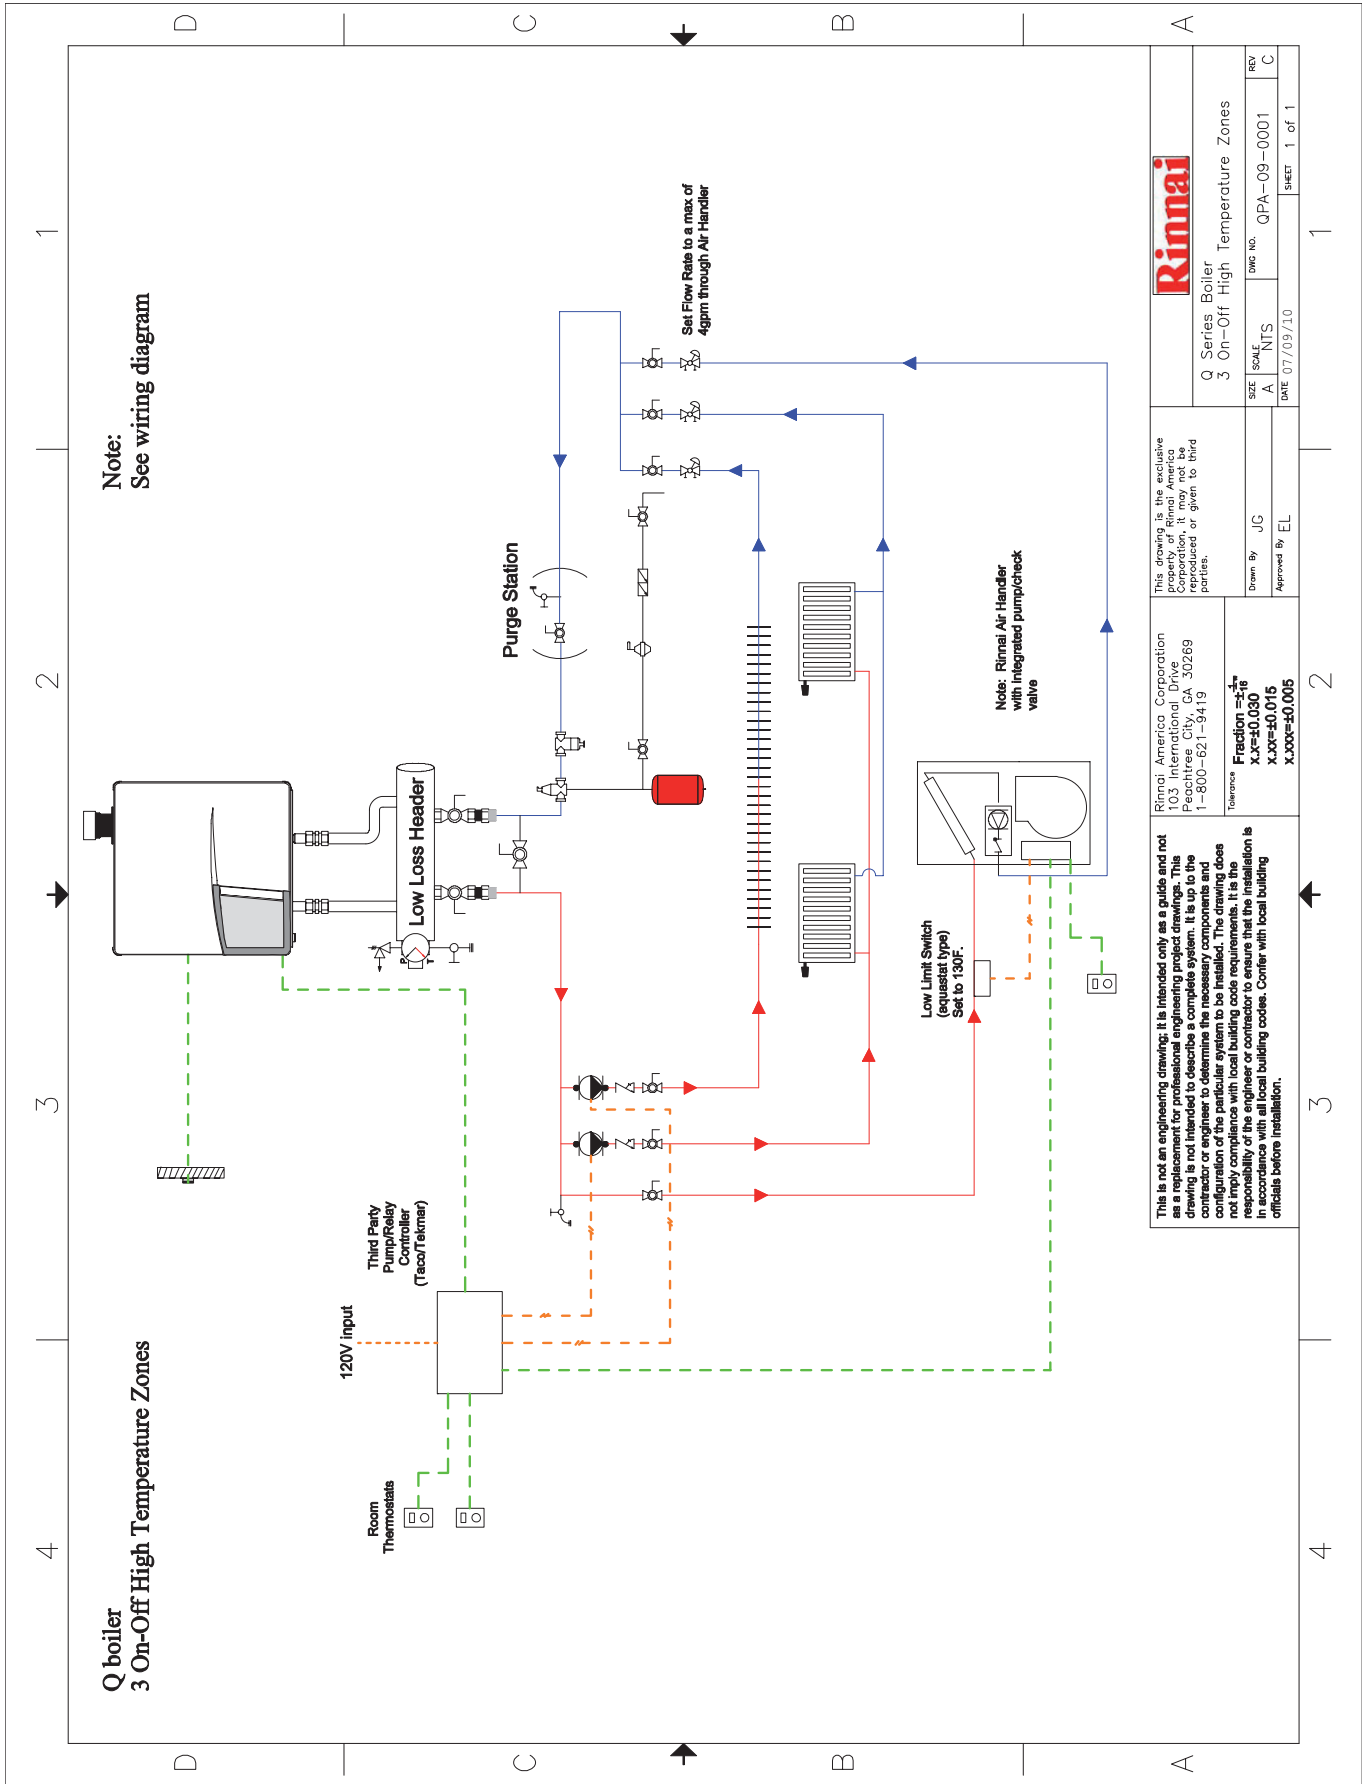 Q boiler
3 On-Off High Temperature Zones
Note:
See wiring diagram
4
3
2
1
D
C
B
A
D
C
B
A
4
3
2
1
Room
Thermostats
120V input
Third Party
Pump/Relay
Controller
(Taco/Tekmar)
Low Loss Header
P
T
Purge Station
Set Flow Rate to a max of
4gpm through Air Handler
Low Limit Switch
(aquastat type)
Set to 130F.
Note: Rinnai Air Handler
with integrated pump/check
valve
This is not an engineering drawing; it is intended only as a guide and not
as a replacement for professional engineering project drawings. This
drawing is not intended to describe a complete system. It is up to the
contractor or engineer to determine the necessary components and
configuration of the particular system to be installed. The drawing does
not imply compliance with local building code requirements. It is the
responsibility of the engineer or contractor to ensure that the installation is
in accordance with all local building codes. Confer with local building
officials before installation.
Rinnai America Corporation
103 International Drive
Peachtree City, GA 30269
1-800-621-9419
Tolerance
Fraction =±1/16"
X.X=±0.030
X.XX=±0.015
X.XXX=±0.005
This drawing is the exclusive
property of Rinnai America
Corporation, it may not be
reproduced or given to third
parties.
Drawn By JG
Approved By EL
Rinnai
Q Series Boiler
3 On-Off High Temperature Zones
SIZE A
SCALE NTS
DWG NO. QPA-09-0001
REV C
DATE 07/09/10
SHEET 1 of 1